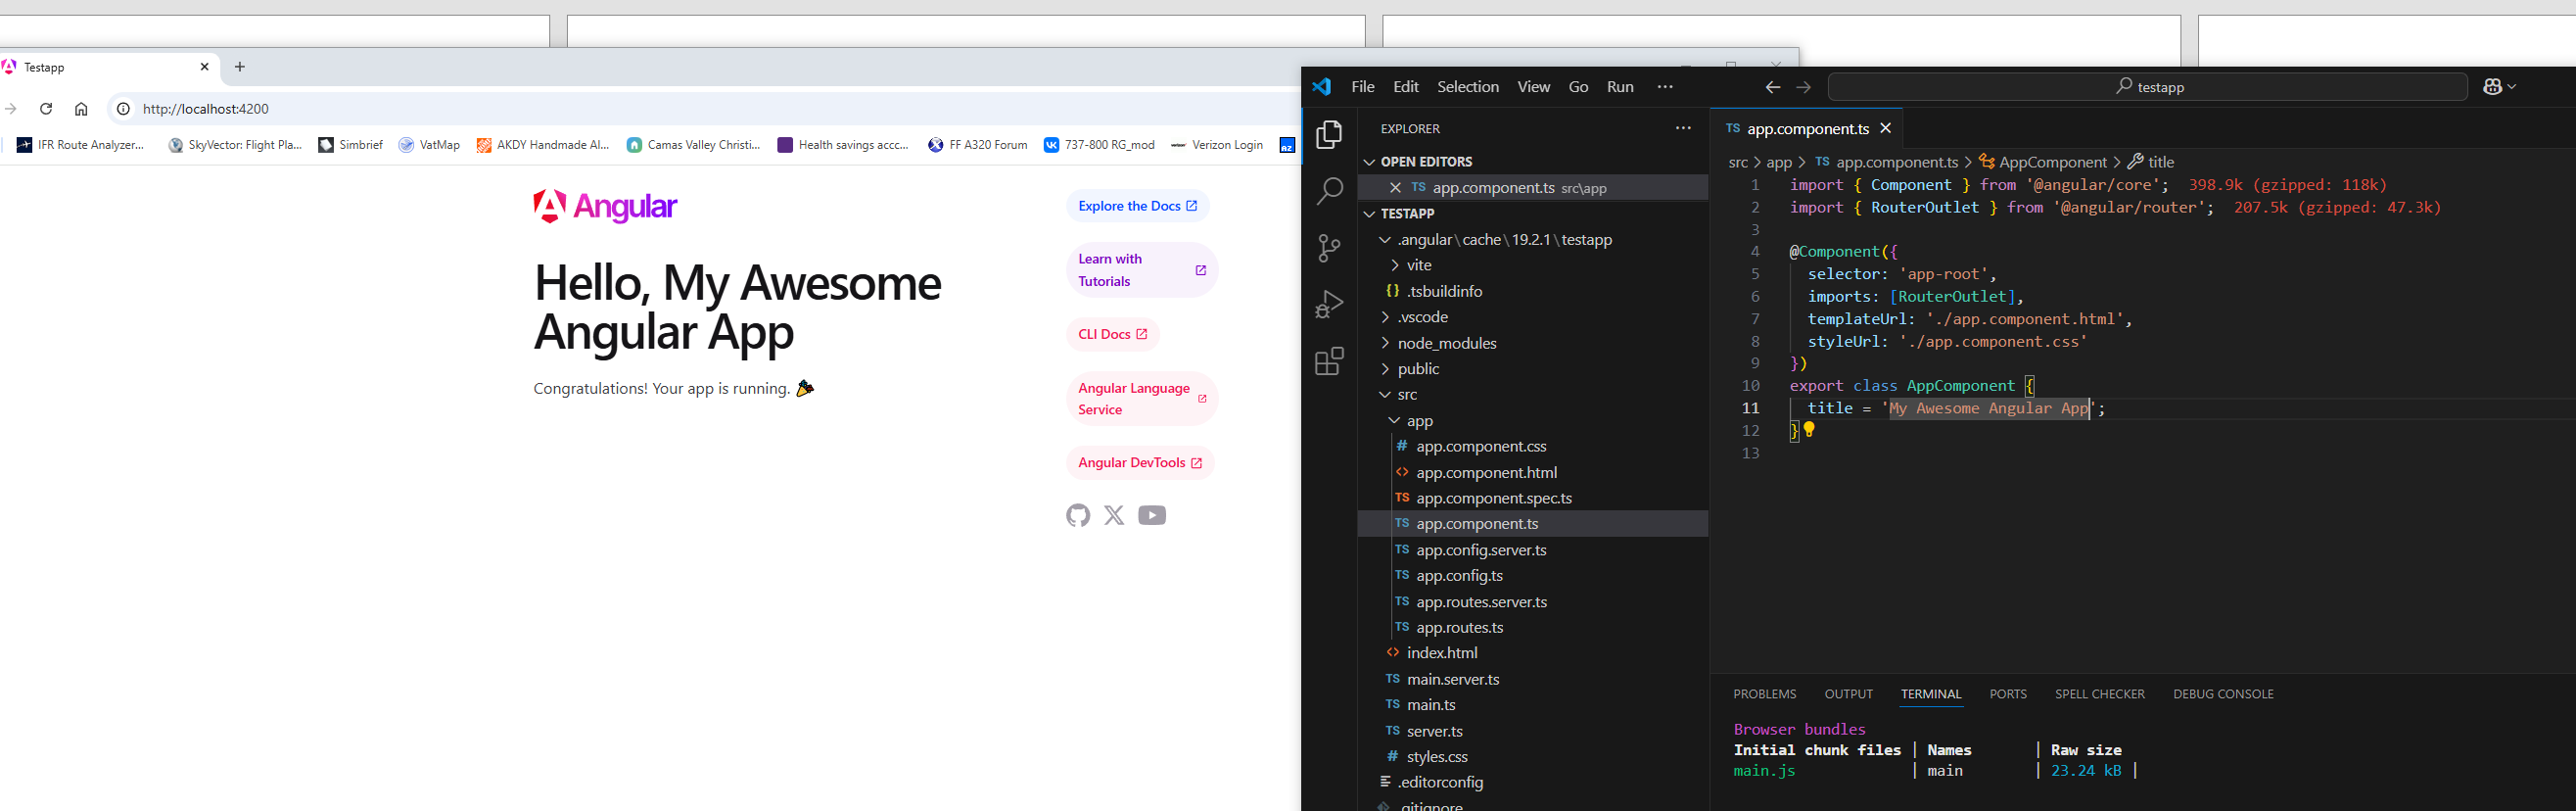 Testapp
http://localhost:4200
IFR Route Analyzer...
SkyVector: Flight Pla...
Simbrief
VatMap
AKDY Handmade Al...
Camas Valley Christi...
Health savings accc...
FF A320 Forum
737-800 RG_mod
Verizon Login
Angular
Hello, My Awesome
Angular App
Congratulations! Your app is running. 🎉
Explore the Docs
Learn with
Tutorials
CLI Docs
Angular Language
Service
Angular DevTools
File Edit Selection View Go Run ···
testapp
EXPLORER ···
OPEN EDITORS
TS app.component.ts src\app
TESTAPP
.angular\cache\19.2.1\testapp
vite
{} .tsbuildinfo
.vscode
node_modules
public
src
app
# app.component.css
<> app.component.html
TS app.component.spec.ts
TS app.component.ts
TS app.config.server.ts
TS app.config.ts
TS app.routes.server.ts
TS app.routes.ts
<> index.html
TS main.server.ts
TS main.ts
TS server.ts
# styles.css
.editorconfig
.gitignore
TS app.component.ts
src > app > TS app.component.ts > AppComponent > title
1 import { Component } from '@angular/core'; 398.9k (gzipped: 118k)
2 import { RouterOutlet } from '@angular/router'; 207.5k (gzipped: 47.3k)
3
4 @Component({
5 selector: 'app-root',
6 imports: [RouterOutlet],
7 templateUrl: './app.component.html',
8 styleUrl: './app.component.css'
9 })
10 export class AppComponent {
11 title = 'My Awesome Angular App';
12 }
13
PROBLEMS OUTPUT TERMINAL PORTS SPELL CHECKER DEBUG CONSOLE
Browser bundles
Initial chunk files | Names | Raw size
main.js | main | 23.24 kB |